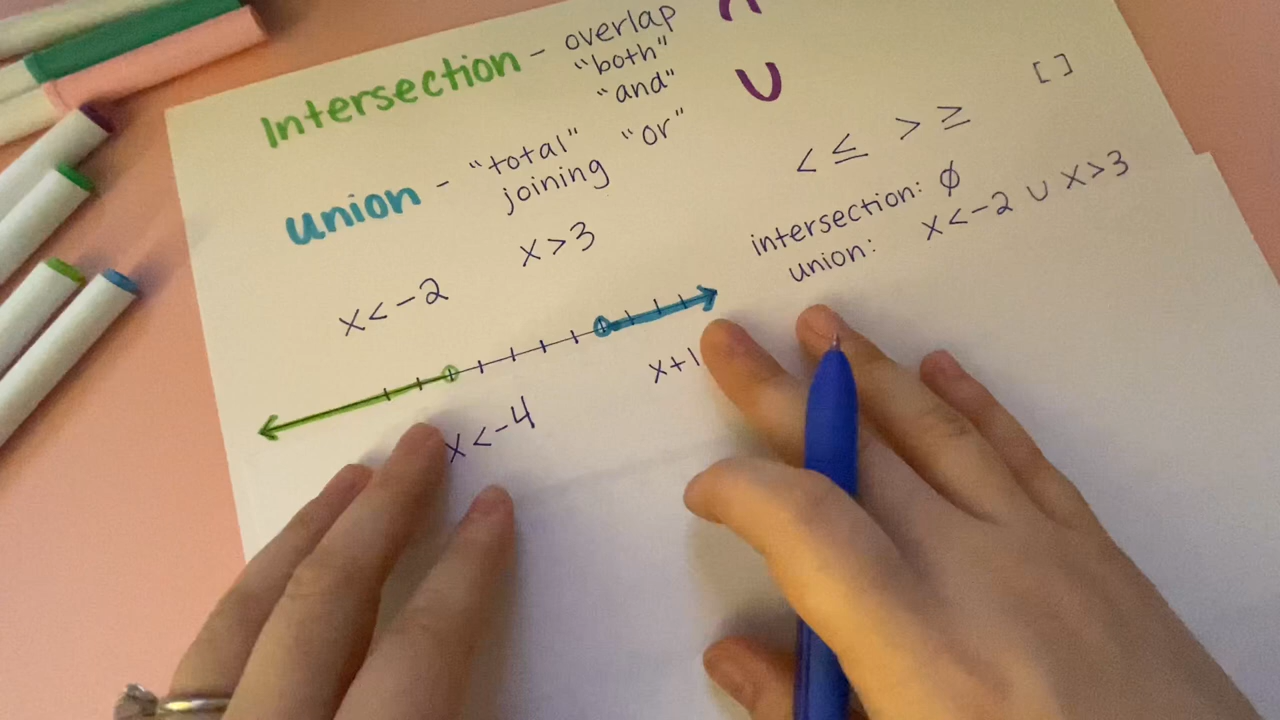 Intersection - overlap ∩
"both"
"and"
∪
[ ]
union - "total" "or"
joining
< ≤ > ≥
x < -2
x > 3
intersection: ∅
union: x < -2 ∪ x > 3
x < -4
x + 1